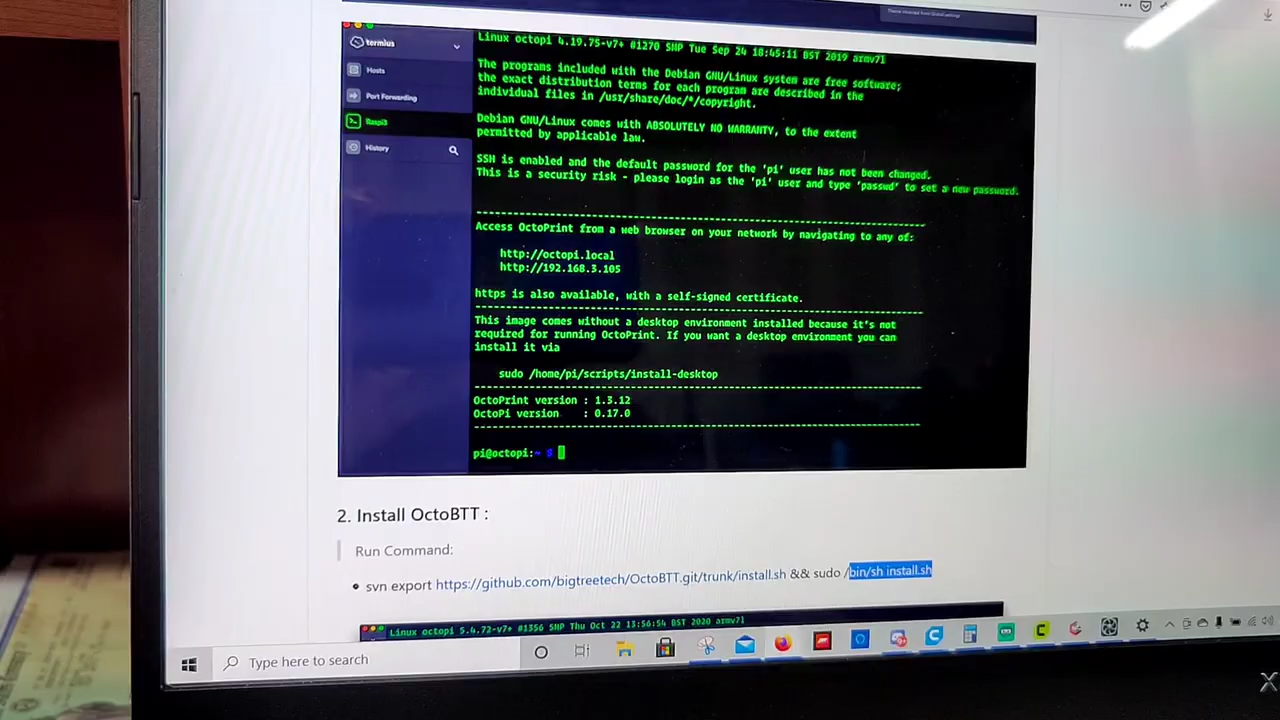 termius
Hosts
Port Forwarding
Raspi3
History
Linux octopi 4.19.75-v7+ #1270 SMP Tue Sep 24 18:45:11 BST 2019 armv7l
The programs included with the Debian GNU/Linux system are free software;
the exact distribution terms for each program are described in the
individual files in /usr/share/doc/*/copyright.
Debian GNU/Linux comes with ABSOLUTELY NO WARRANTY, to the extent
permitted by applicable law.
SSH is enabled and the default password for the 'pi' user has not been changed.
This is a security risk - please login as the 'pi' user and type 'passwd' to set a new password.
Access OctoPrint from a web browser on your network by navigating to any of:
http://octopi.local
http://192.168.3.105
https is also available, with a self-signed certificate.
This image comes without a desktop environment installed because it's not
required for running OctoPrint. If you want a desktop environment you can
install it via
sudo /home/pi/scripts/install-desktop
OctoPrint version : 1.3.12
OctoPi version : 0.17.0
pi@octopi:~ $
2. Install OctoBTT :
Run Command:
• svn export https://github.com/bigtreetech/OctoBTT.git/trunk/install.sh && sudo /bin/sh install.sh
Linux octopi 5.4.72-v7+ #1356 SMP Thu Oct 22 13:56:54 BST 2020 armv7l
Type here to search